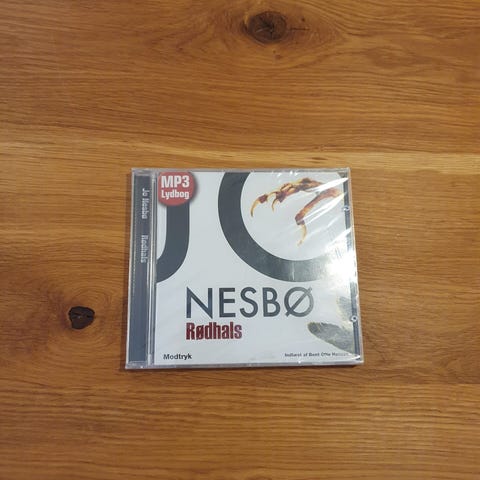 MP3
Lydbog
Jo Nesbø Rødhals
JO
NESBØ
Rødhals
Modtryk
Indlæst af Bent Otto Hansen